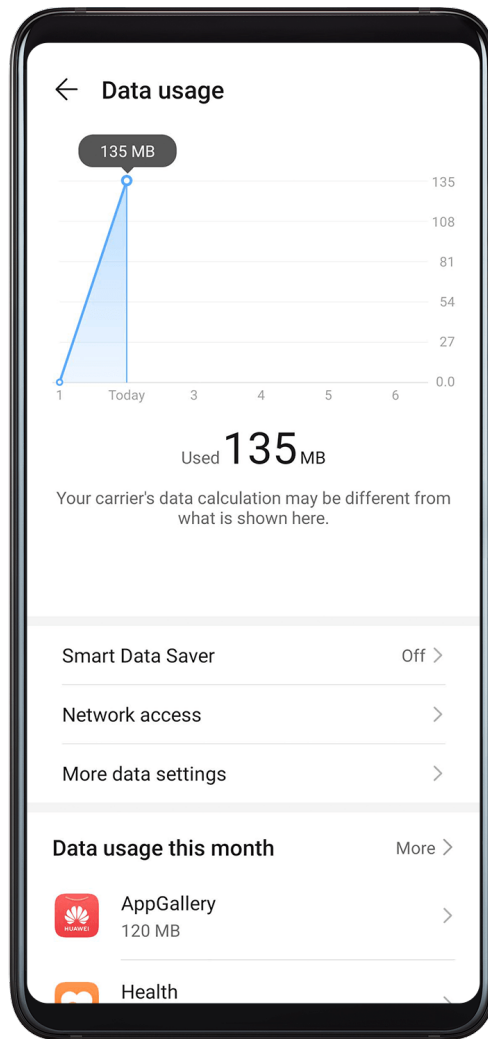 Data usage
135 MB
135
108
81
54
27
0.0
1 Today 3 4 5 6
Used 135 MB
Your carrier's data calculation may be different from
what is shown here.
Smart Data Saver Off
Network access
More data settings
Data usage this month More
AppGallery
HUAWEI
120 MB
Health